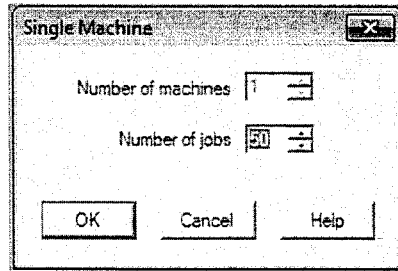 Single Machine
Number of machines 1
Number of jobs 50
OK Cancel Help